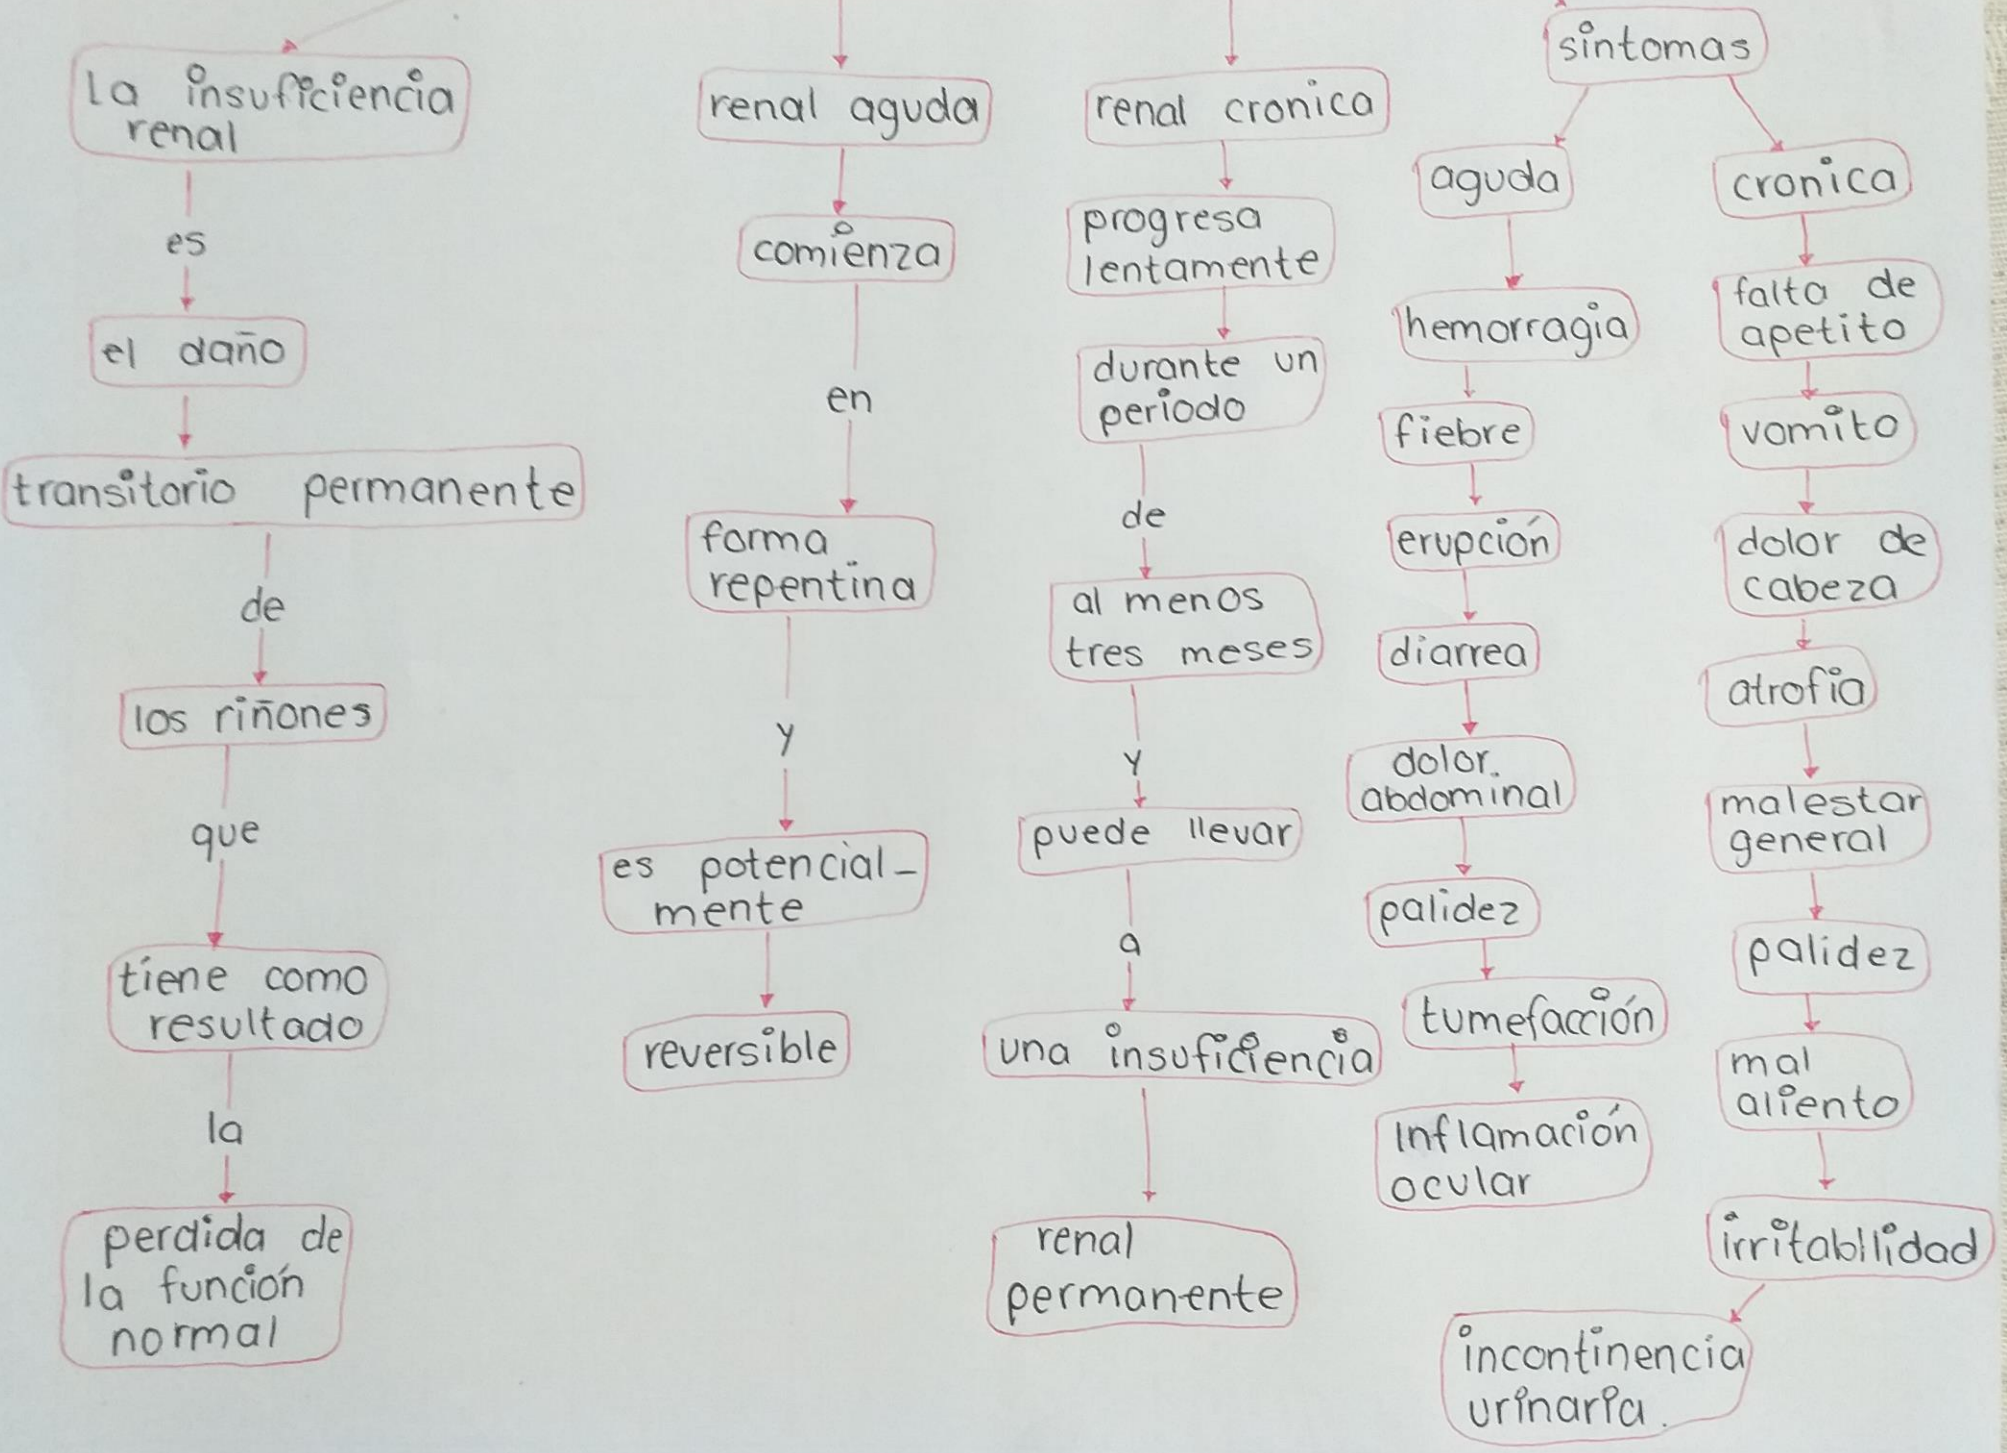 la insuficiencia
renal
es
el daño
transitorio permanente
de
los riñones
que
tiene como
resultado
la
perdida de
la función
normal
renal aguda
comienza
en
forma
repentina
y
es potencial-
mente
reversible
renal cronica
progresa
lentamente
durante un
periodo
de
al menos
tres meses
y
puede llevar
a
una insuficiencia
renal
permanente
sintomas
aguda
hemorragia
fiebre
erupción
diarrea
dolor
abdominal
palidez
tumefacción
Inflamación
ocular
cronica
falta de
apetito
vomito
dolor de
cabeza
atrofia
malestar
general
palidez
mal
aliento
irritabilidad
incontinencia
urinaria.